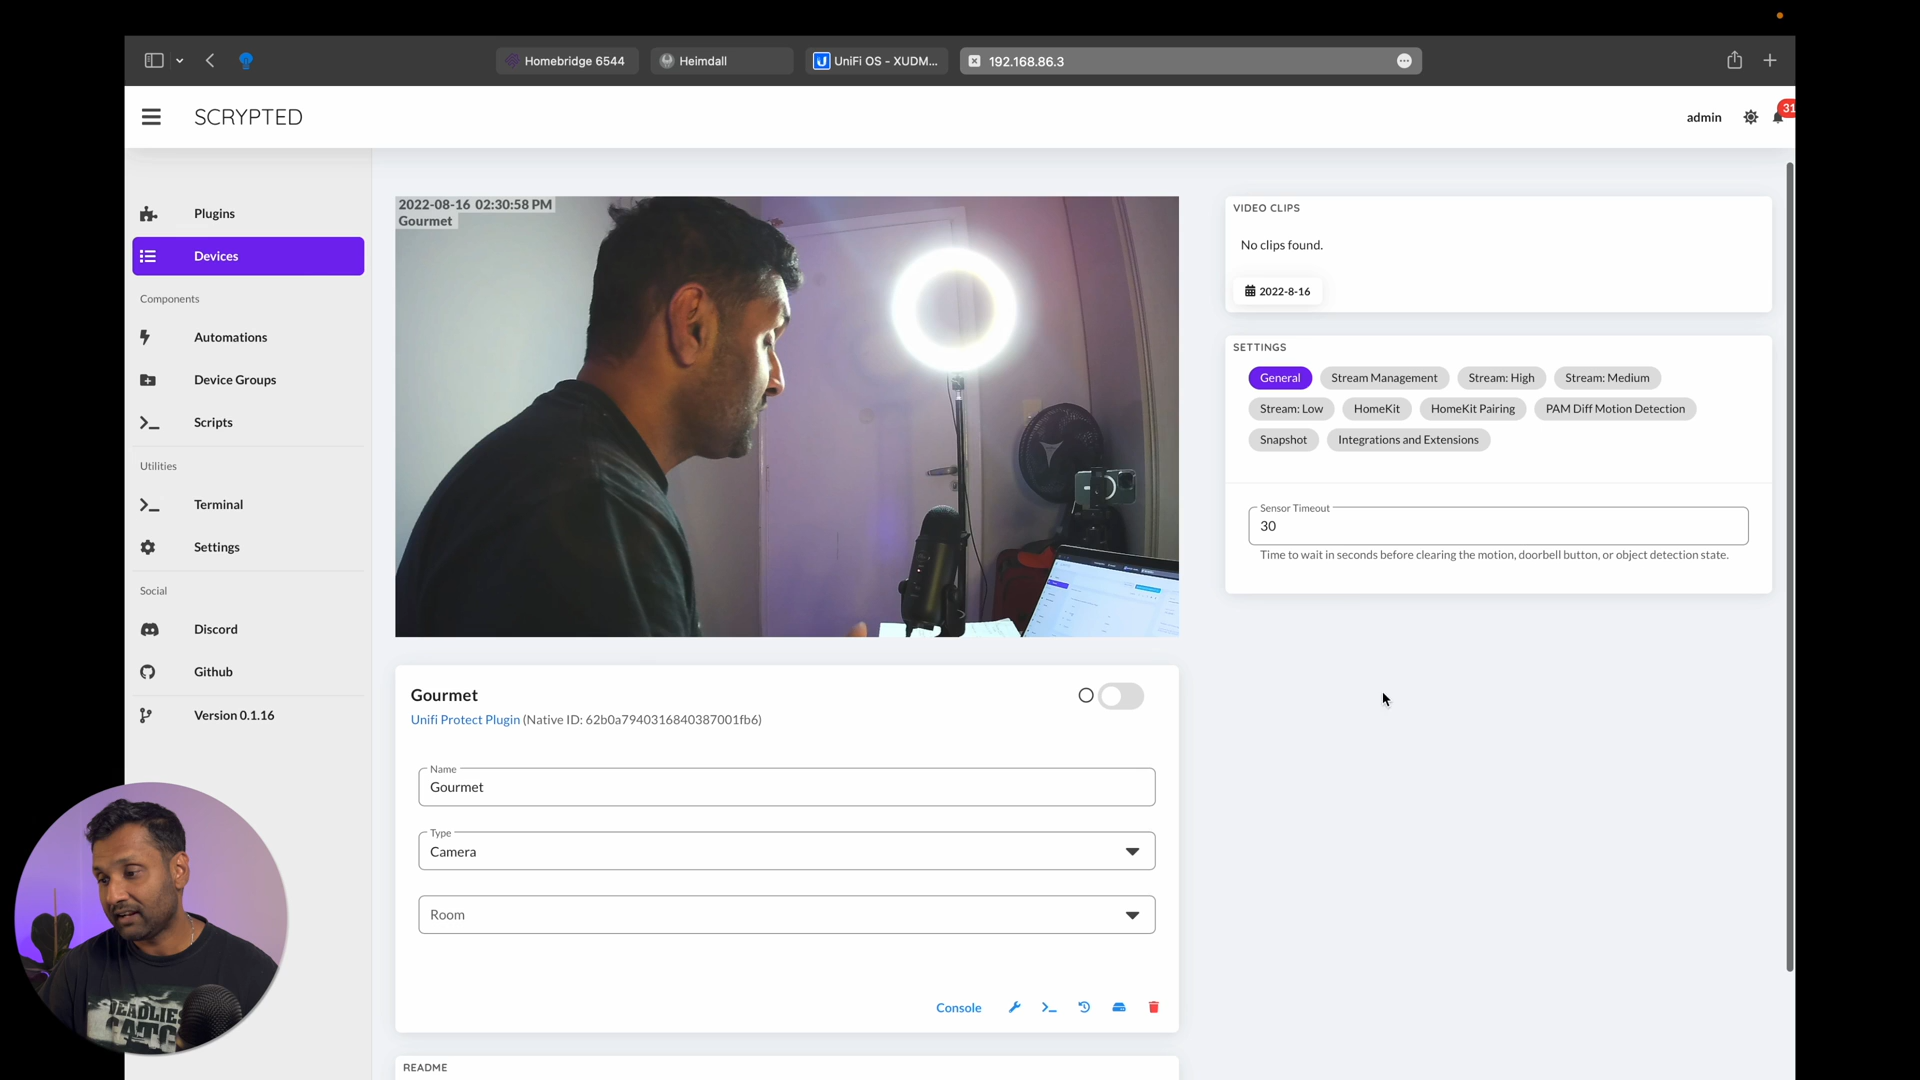 Homebridge 6544
Heimdall
UniFi OS - XUDM...
192.168.86.3
SCRYPTED
admin
31
Plugins
Devices
Components
Automations
Device Groups
Scripts
Utilities
Terminal
Settings
Social
Discord
Github
Version 0.1.16
2022-08-16 02:30:58 PM
Gourmet
VIDEO CLIPS
No clips found.
2022-8-16
SETTINGS
General Stream Management Stream: High Stream: Medium
Stream: Low HomeKit HomeKit Pairing PAM Diff Motion Detection
Snapshot Integrations and Extensions
Sensor Timeout
30
Time to wait in seconds before clearing the motion, doorbell button, or object detection state.
Gourmet
Unifi Protect Plugin (Native ID: 62b0a7940316840387001fb6)
Name
Gourmet
Type
Camera
Room
Console
README